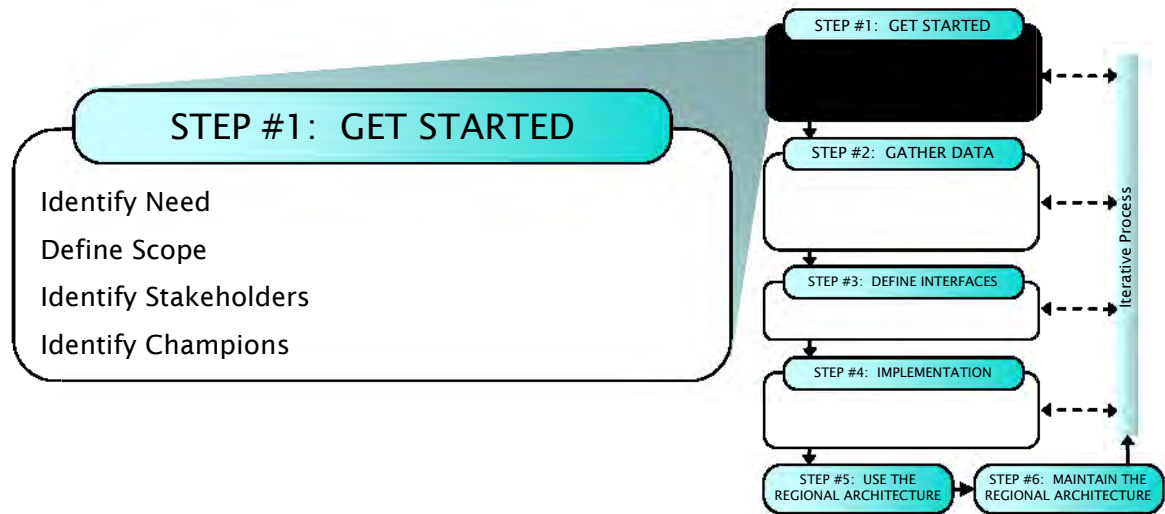 STEP #1: GET STARTED
Identify Need
Define Scope
Identify Stakeholders
Identify Champions
STEP #1: GET STARTED
STEP #2: GATHER DATA
STEP #3: DEFINE INTERFACES
STEP #4: IMPLEMENTATION
STEP #5: USE THE
REGIONAL ARCHITECTURE
STEP #6: MAINTAIN THE
REGIONAL ARCHITECTURE
Iterative Process